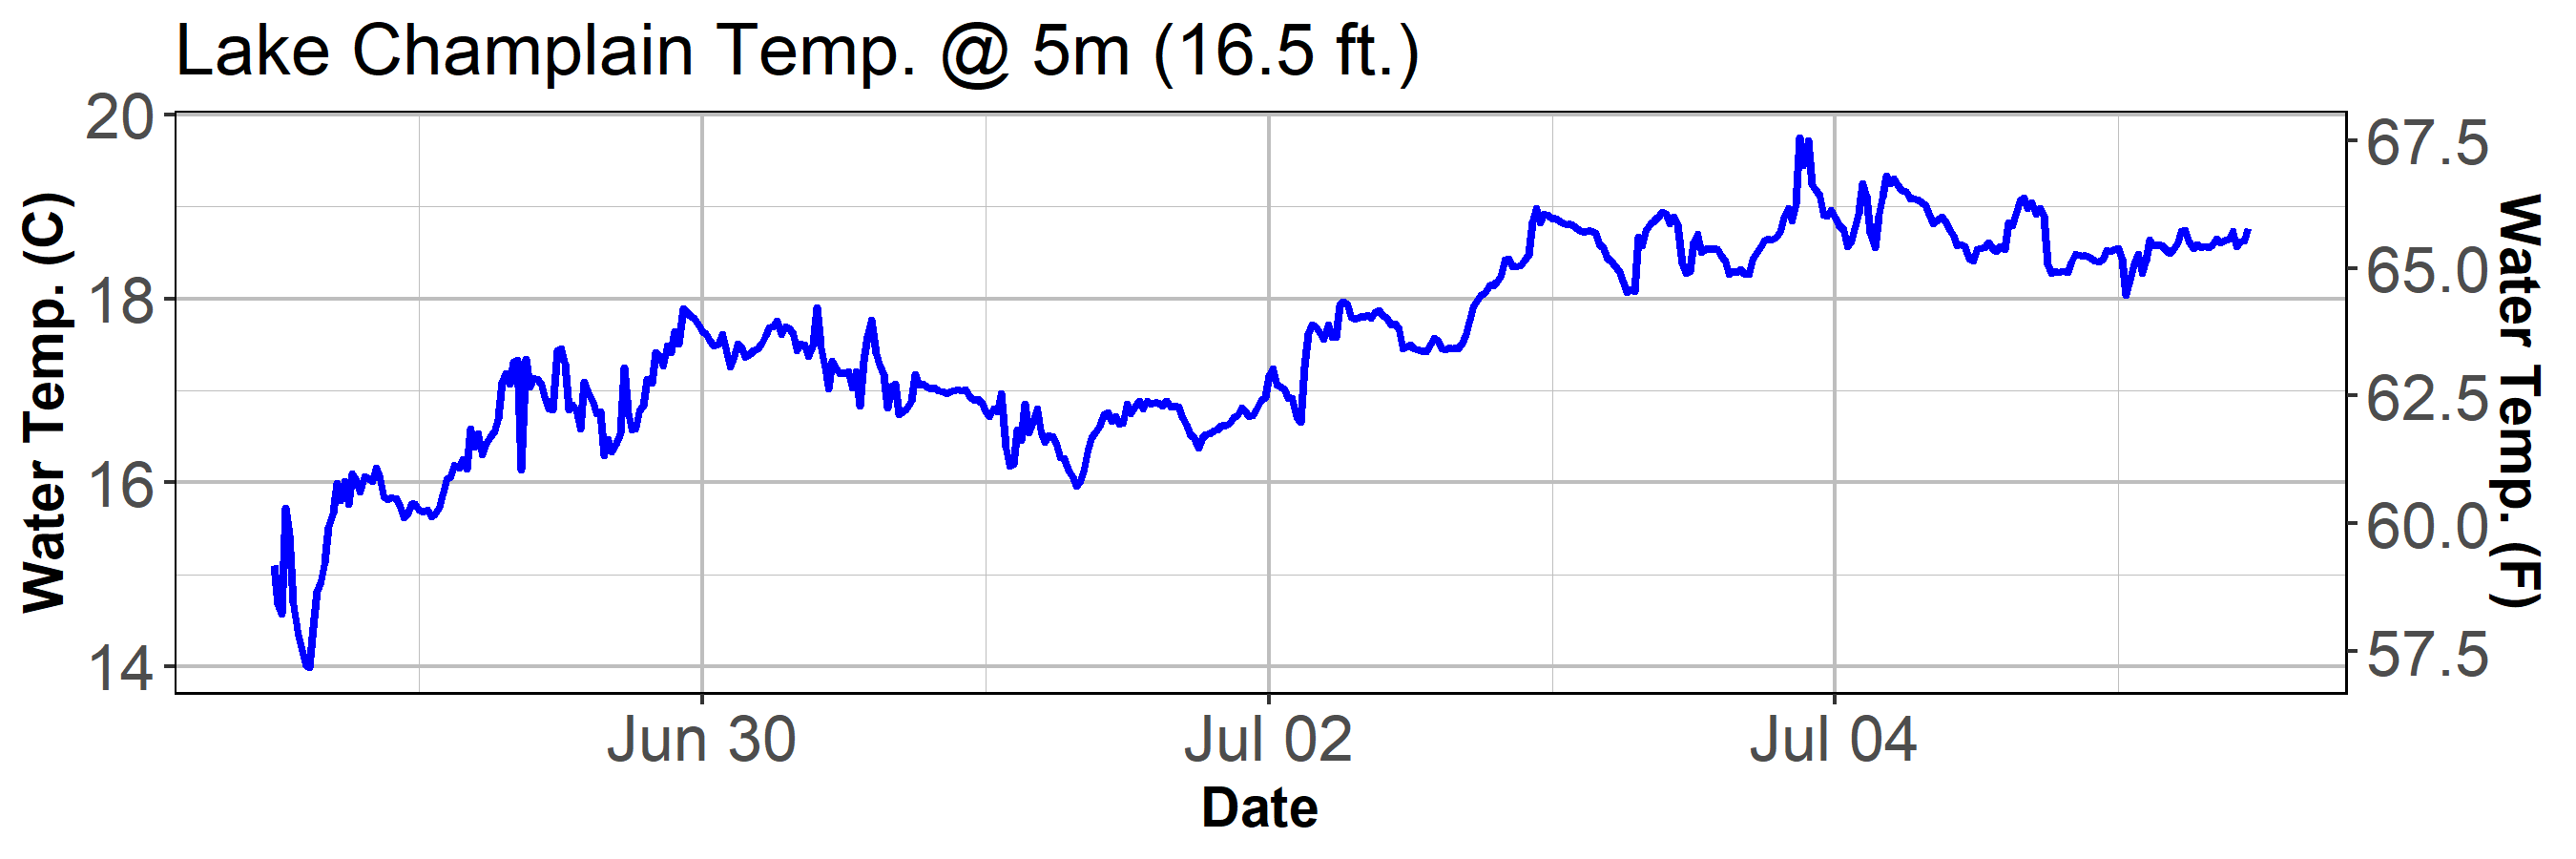 Lake Champlain Temp. @ 5m (16.5 ft.)
Water Temp. (C)
20
18
16
14
67.5
65.0
62.5
60.0
57.5
Water Temp. (F)
Jun 30
Jul 02
Jul 04
Date